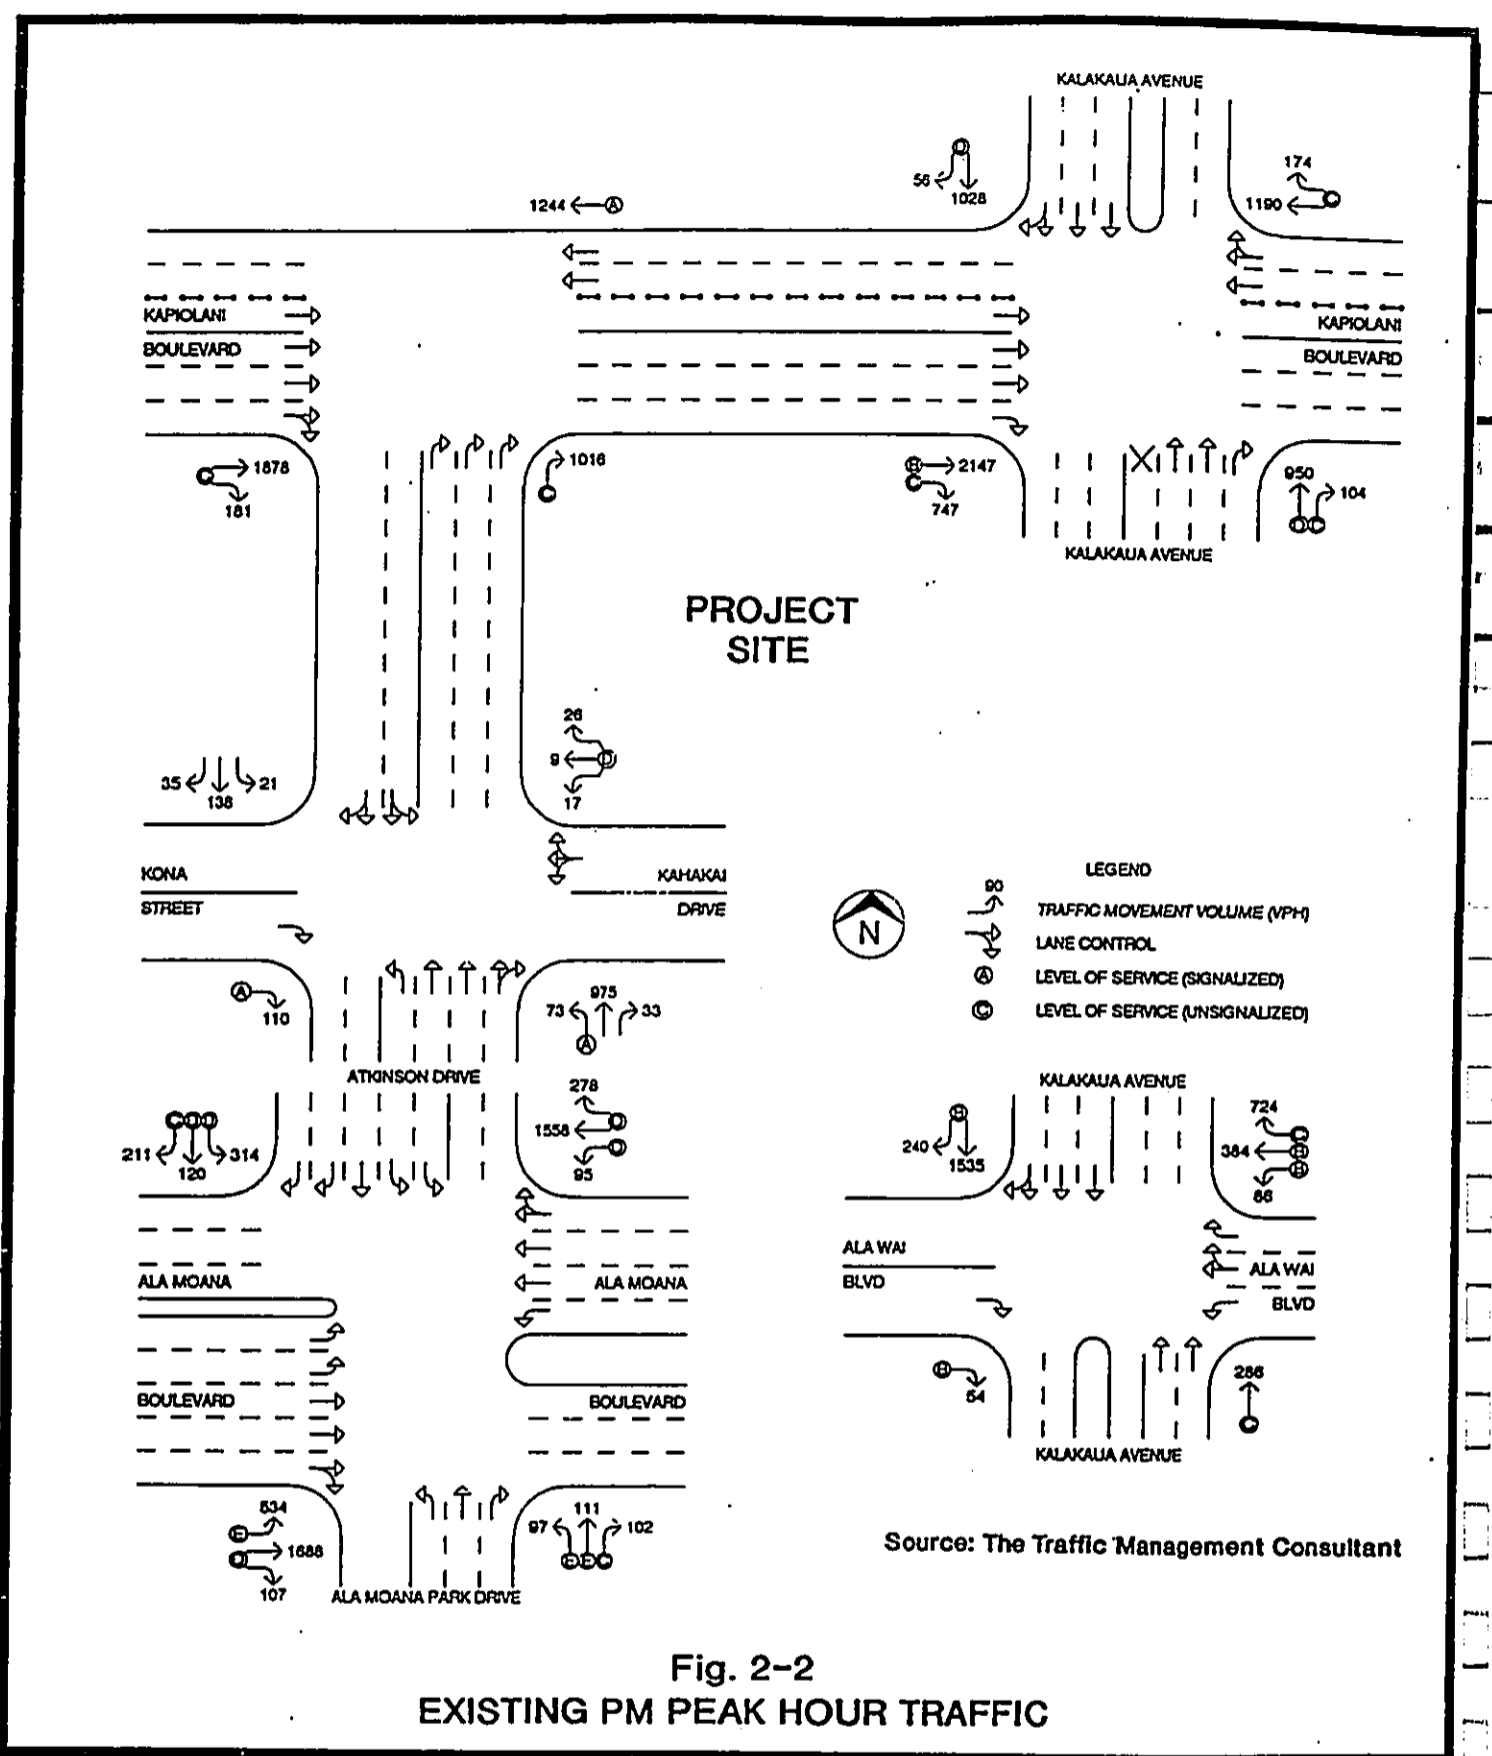 KALAKAUA AVENUE
56
1028
174
1190
1244
A
C
KAPIOLANI
BOULEVARD
KAPIOLANI
BOULEVARD
C
1878
181
C
1016
2147
C
747
950
104
KALAKAUA AVENUE
PROJECT
SITE
35
138
21
26
9
17
KONA
STREET
KAHAKAI
DRIVE
A
110
73
975
33
A
ATKINSON DRIVE
N
LEGEND
90
TRAFFIC MOVEMENT VOLUME (VPH)
LANE CONTROL
A
LEVEL OF SERVICE (SIGNALIZED)
C
LEVEL OF SERVICE (UNSIGNALIZED)
211
120
314
278
1558
95
KALAKAUA AVENUE
240
1535
724
384
ALA MOANA
BOULEVARD
ALA MOANA
BOULEVARD
ALA WAI
BLVD
ALA WAI
BLVD
54
286
C
KALAKAUA AVENUE
534
1688
107
97
111
102
ALA MOANA PARK DRIVE
Source: The Traffic Management Consultant
Fig. 2-2
EXISTING PM PEAK HOUR TRAFFIC